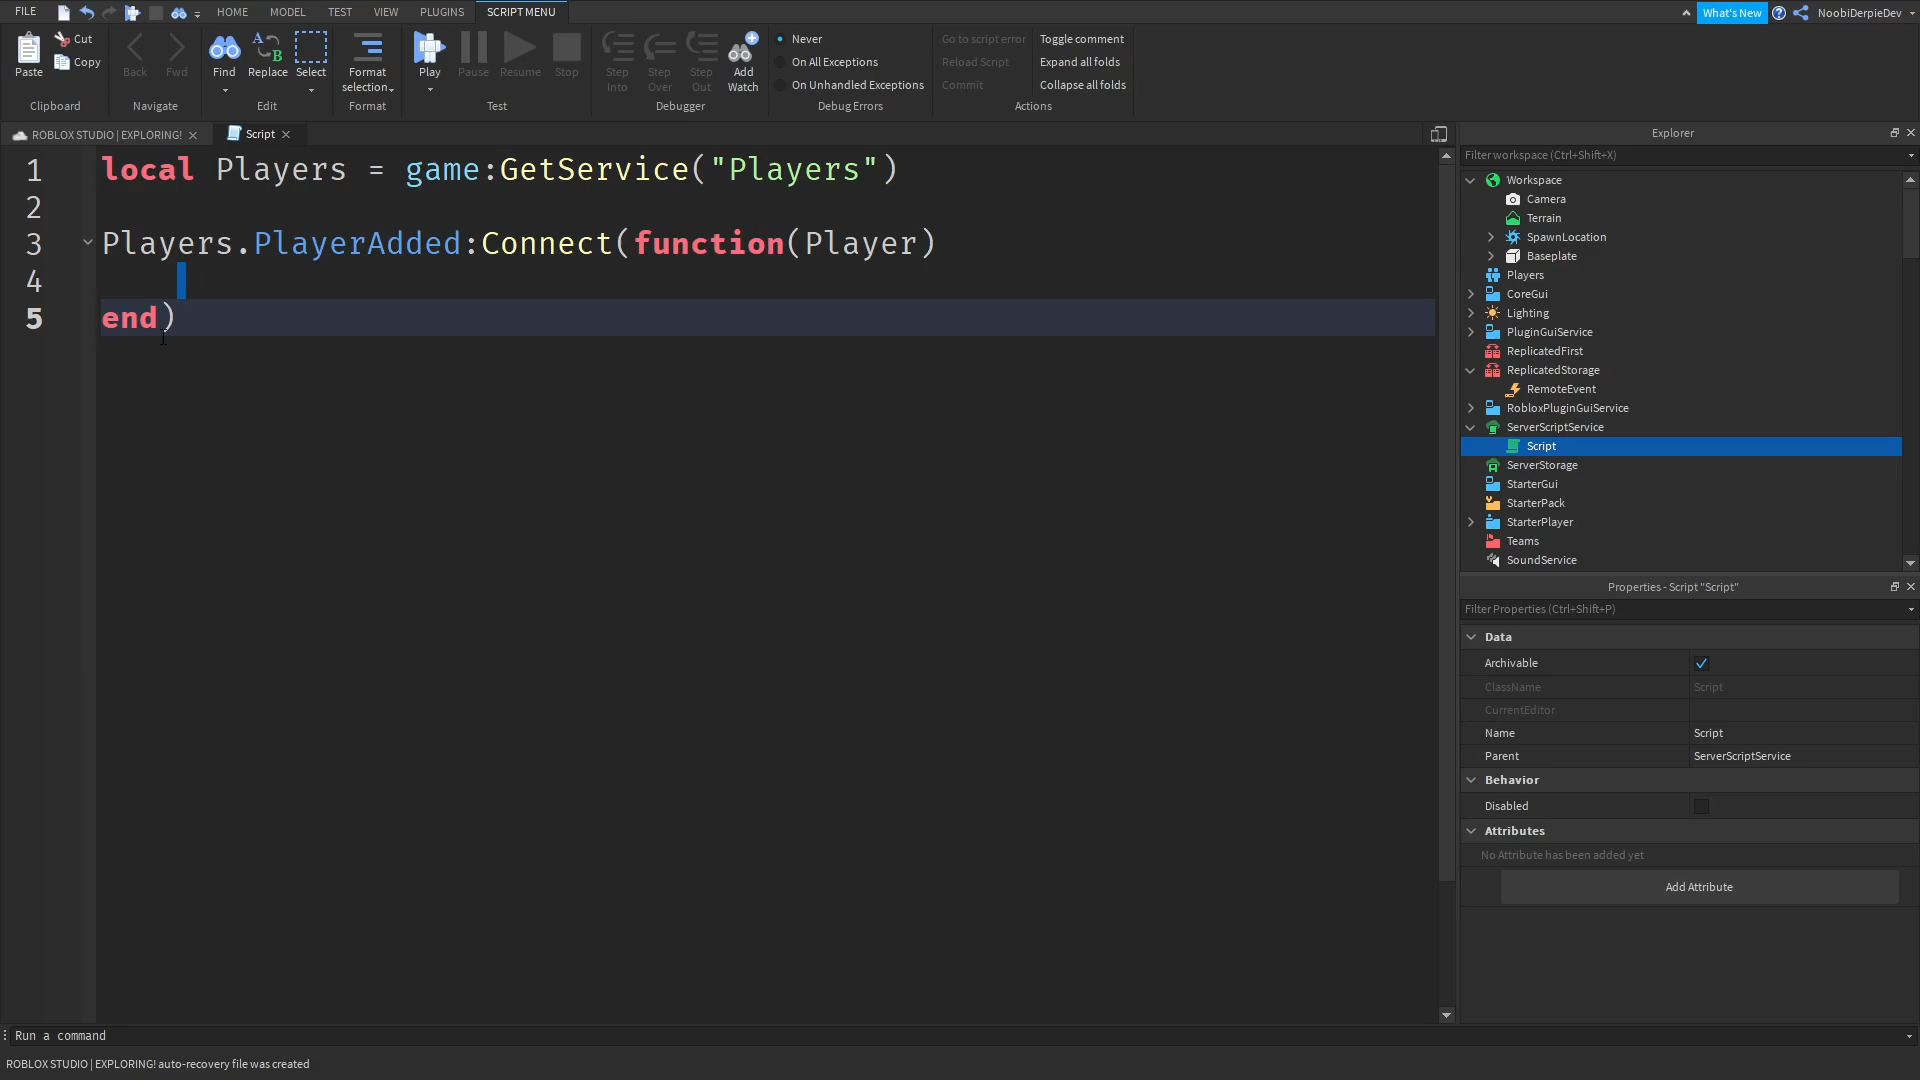 FILE HOME MODEL TEST VIEW PLUGINS SCRIPT MENU What's New NoobiDerpieDev
Paste Cut Copy
Clipboard
Back Fwd
Navigate
Find Replace Select
Edit
Format selection
Format
Play Pause Resume Stop
Test
Step Into Step Over Step Out Add Watch
Debugger
Never
On All Exceptions
On Unhandled Exceptions
Debug Errors
Go to script error Toggle comment
Reload Script Expand all folds
Commit Collapse all folds
Actions
ROBLOX STUDIO | EXPLORING! Script
1 local Players = game:GetService("Players")
2
3 Players.PlayerAdded:Connect(function(Player)
4
5 end)
Explorer
Filter workspace (Ctrl+Shift+X)
Workspace
Camera
Terrain
SpawnLocation
Baseplate
Players
CoreGui
Lighting
PluginGuiService
ReplicatedFirst
ReplicatedStorage
RemoteEvent
RobloxPluginGuiService
ServerScriptService
Script
ServerStorage
StarterGui
StarterPack
StarterPlayer
Teams
SoundService
Properties - Script "Script"
Filter Properties (Ctrl+Shift+P)
Data
Archivable
ClassName Script
CurrentEditor
Name Script
Parent ServerScriptService
Behavior
Disabled
Attributes
No Attribute has been added yet
Add Attribute
Run a command
ROBLOX STUDIO | EXPLORING! auto-recovery file was created